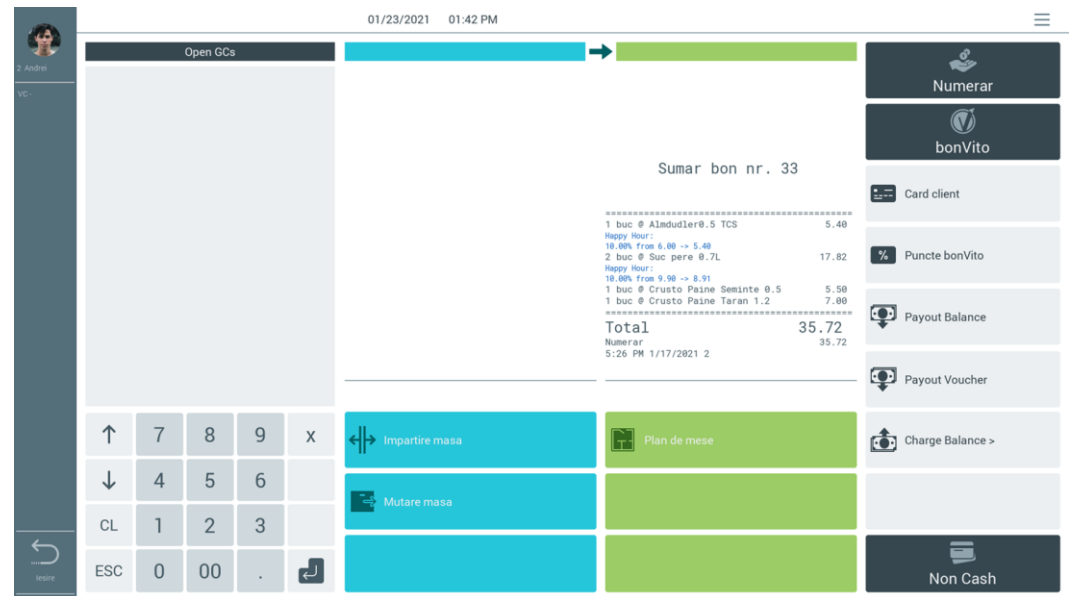 01/23/2021 01:42 PM
2 Andrei
VC -
Iesire
Open GCs
↑ 7 8 9 X
↓ 4 5 6
CL 1 2 3
ESC 0 00 .
Sumar bon nr. 33
==============================================
1 buc @ Almdudler0.5 TCS 5.40
Happy Hour:
10.00% from 6.00 -> 5.40
2 buc @ Suc pere 0.7L 17.82
Happy Hour:
10.00% from 9.90 -> 8.91
1 buc @ Crusto Paine Seminte 0.5 5.50
1 buc @ Crusto Paine Taran 1.2 7.00
==============================================
Total 35.72
Numerar 35.72
5:26 PM 1/17/2021 2
Impartire masa
Mutare masa
Plan de mese
Numerar
bonVito
Card client
% Puncte bonVito
Payout Balance
Payout Voucher
Charge Balance >
Non Cash